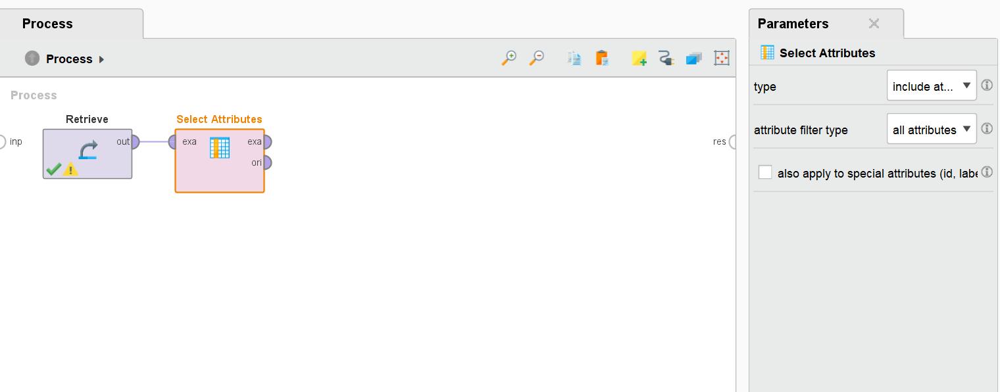 Process
Process
Process
Retrieve
inp
out
Select Attributes
exa
exa
ori
res
Parameters
Select Attributes
type
include at...
attribute filter type
all attributes
also apply to special attributes (id, labe